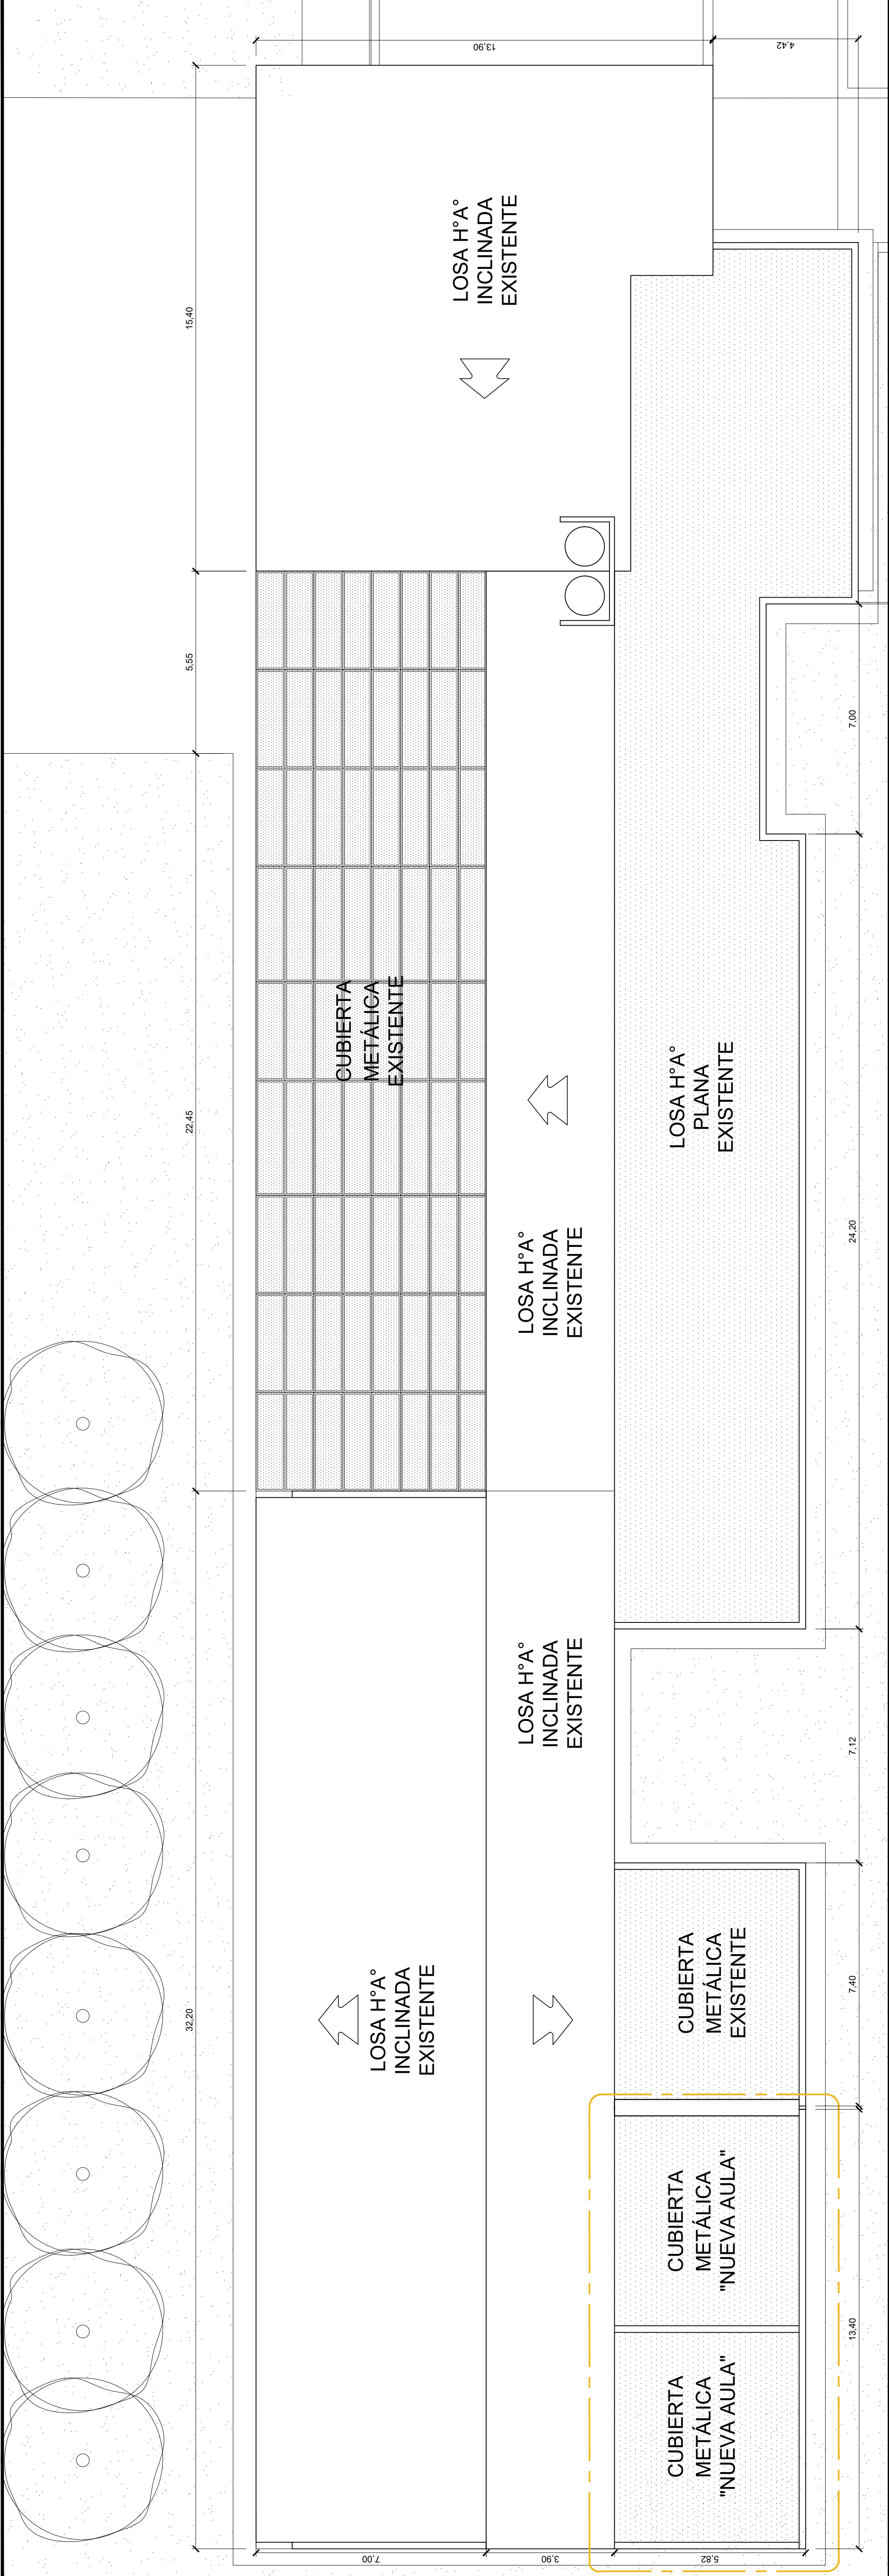 13,90
4,42
15,40
LOSA H°A°
INCLINADA
EXISTENTE
5,55
7,00
22,45
CUBIERTA
METÁLICA
EXISTENTE
LOSA H°A°
PLANA
EXISTENTE
LOSA H°A°
INCLINADA
EXISTENTE
24,20
LOSA H°A°
INCLINADA
EXISTENTE
7,12
32,20
LOSA H°A°
INCLINADA
EXISTENTE
CUBIERTA
METÁLICA
EXISTENTE
7,40
CUBIERTA
METÁLICA
"NUEVA AULA"
13,40
CUBIERTA
METÁLICA
"NUEVA AULA"
7,00
3,90
5,82